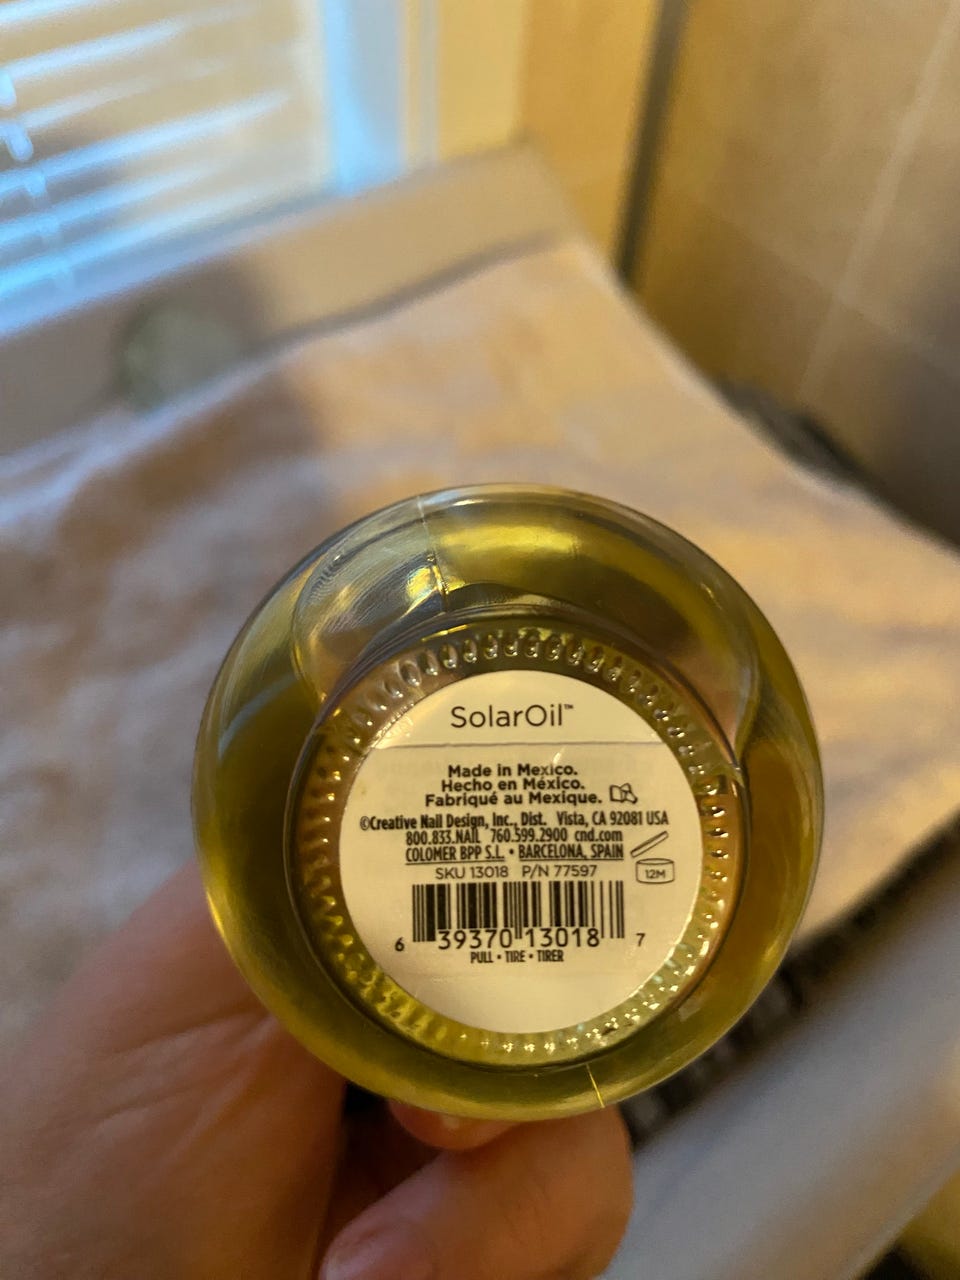 SolarOil™
Made in Mexico.
Hecho en México.
Fabriqué au Mexique.
©Creative Nail Design, Inc., Dist. Vista, CA 92081 USA
800.833.NAIL 760.599.2900 cnd.com
COLOMER BPP S.L. • BARCELONA, SPAIN
SKU 13018 P/N 77597
12M
6 39370 13018 7
PULL • TIRE • TIRER